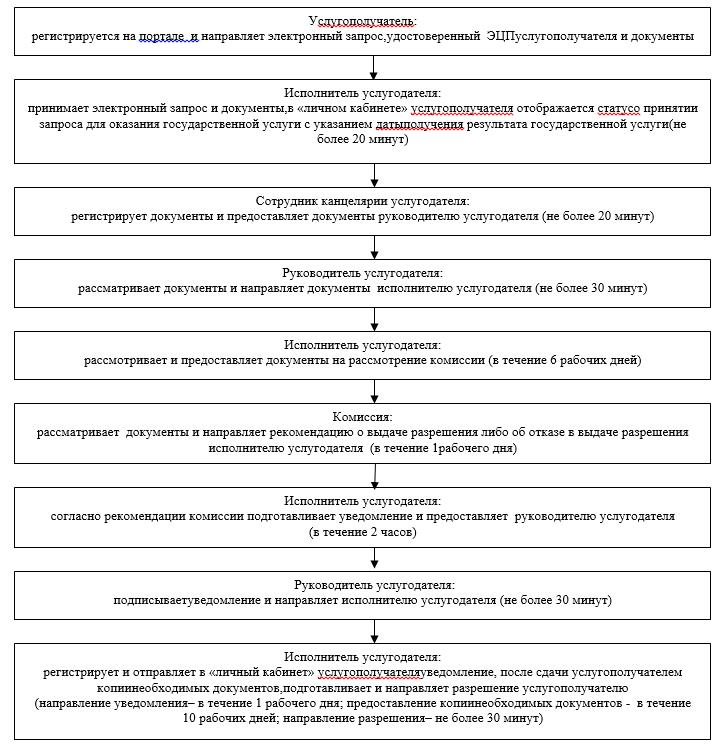 Услугополучатель:
регистрируется на портале и направляет электронный запрос,удостоверенный ЭЦПуслугополучателя и документы
Исполнитель услугодателя:
принимает электронный запрос и документы,в «личном кабинете» услугополучателя отображается статусо принятии
запроса для оказания государственной услуги с указанием датыполучения результата государственной услуги(не
более 20 минут)
Сотрудник канцелярии услугодателя:
регистрирует документы и предоставляет документы руководителю услугодателя (не более 20 минут)
Руководитель услугодателя:
рассматривает документы и направляет документы исполнителю услугодателя (не более 30 минут)
Исполнитель услугодателя:
рассмотривает и предоставляет документы на рассмотрение комиссии (в течение 6 рабочих дней)
Комиссия:
рассматривает документы и направляет рекомендацию о выдаче разрешения либо об отказе в выдаче разрешения
исполнителю услугодателя (в течение 1рабочего дня)
Исполнитель услугодателя:
согласно рекомендации комиссии подготавливает уведомление и предоставляет руководителю услугодателя
(в течение 2 часов)
Руководитель услугодателя:
подписываетуведомление и направляет исполнителю услугодателя (не более 30 минут)
Исполнитель услугодателя:
регистрирует и отправляет в «личный кабинет» услугополучателяуведомление, после сдачи услугополучателем
копиинеобходимых документов,подготавливает и направляет разрешение услугополучателю
(направление уведомления– в течение 1 рабочего дня; предоставление копиинеобходимых документов - в течение
10 рабочих дней; направление разрешения– не более 30 минут)